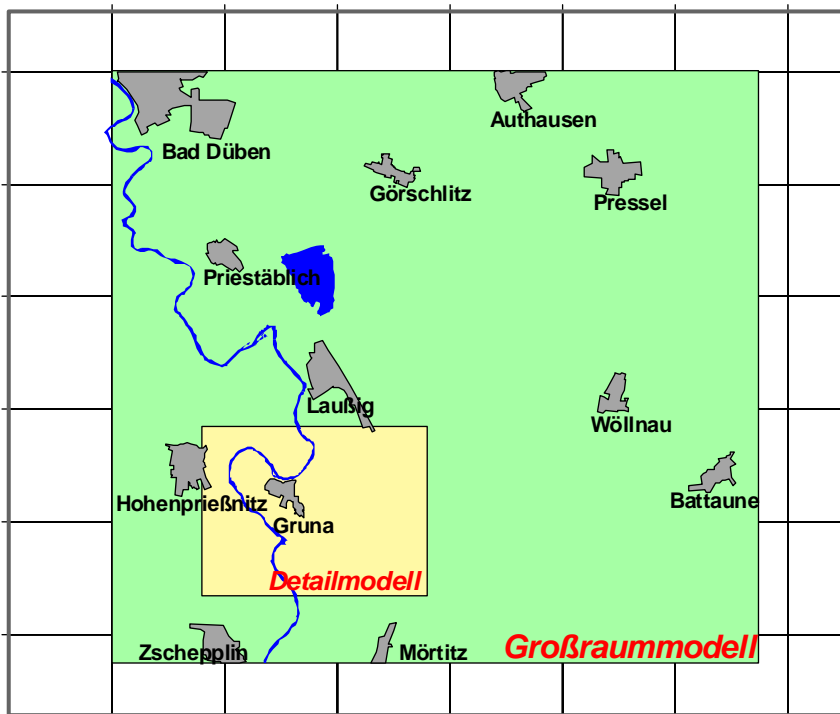 Authausen
Bad Düben
Görschlitz
Pressel
Priestäblich
Laußig
Wöllnau
Battaune
Hohenprießnitz
Gruna
Detailmodell
Zschepplin
Mörtitz
Großraummodell